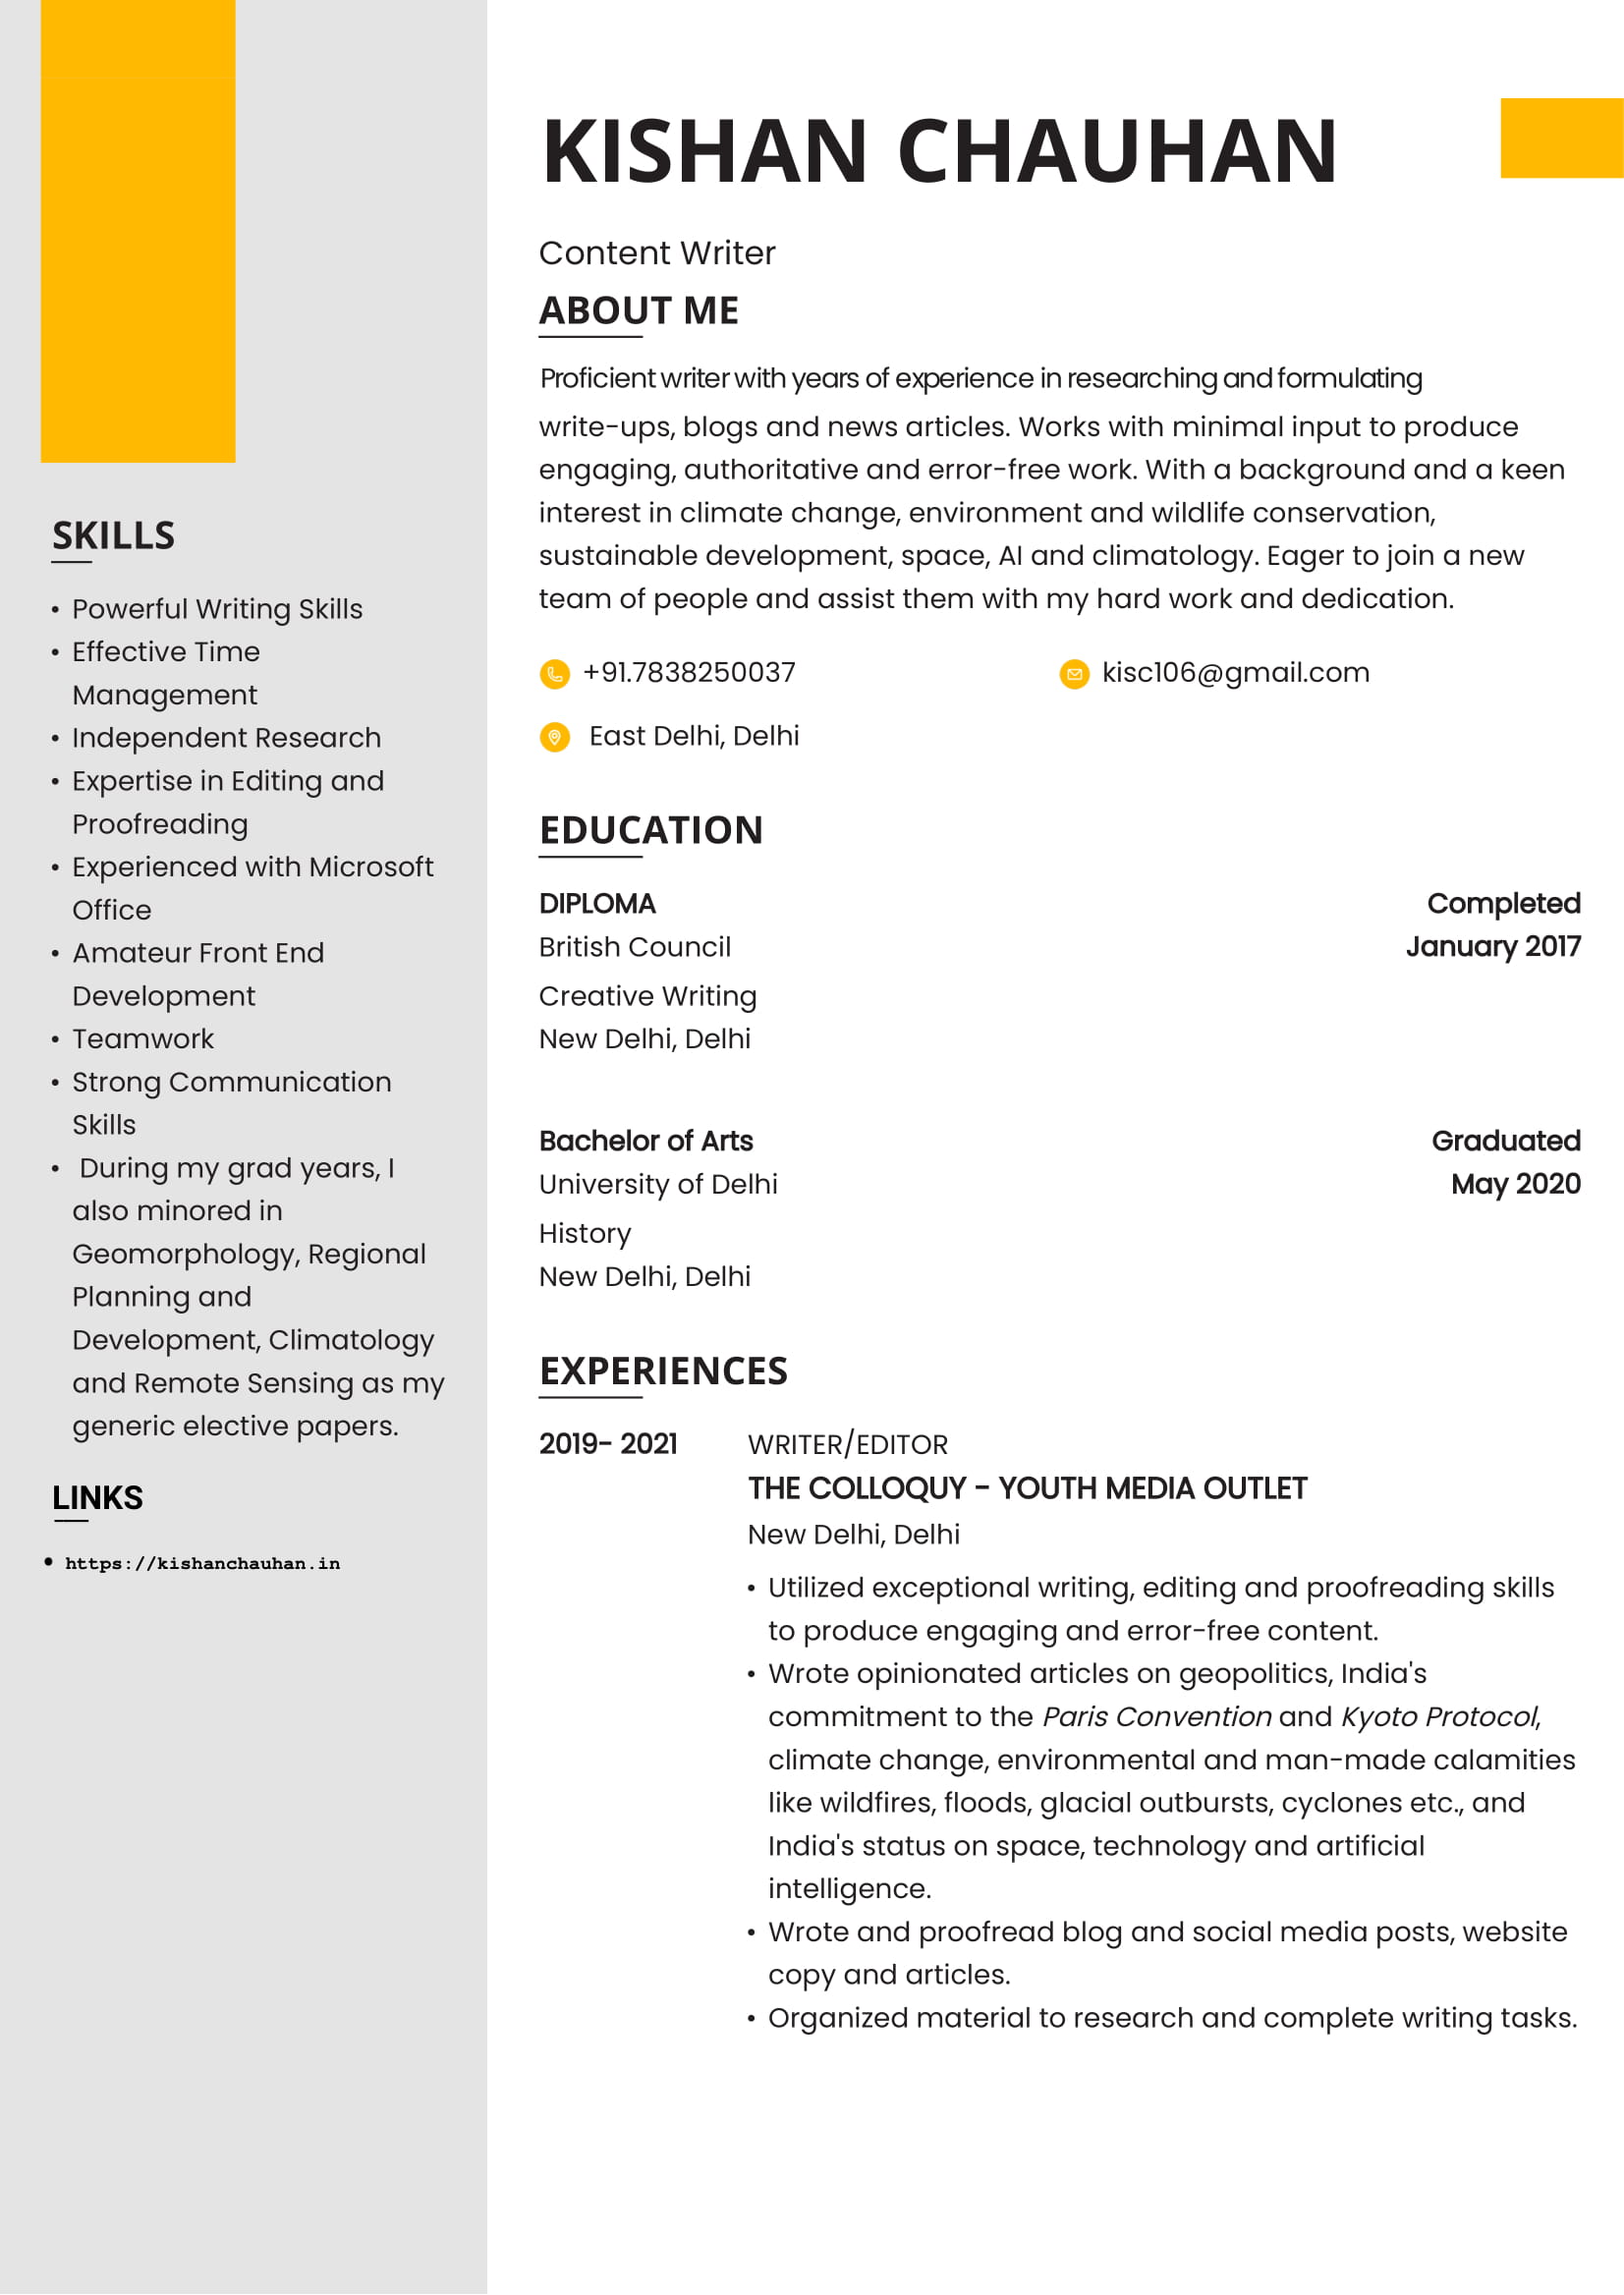 KISHAN CHAUHAN
Content Writer
ABOUT ME
Proficient writer with years of experience in researching and formulating
write-ups, blogs and news articles. Works with minimal input to produce
engaging, authoritative and error-free work. With a background and a keen
interest in climate change, environment and wildlife conservation,
sustainable development, space, AI and climatology. Eager to join a new
team of people and assist them with my hard work and dedication.
+91.7838250037
kisc106@gmail.com
East Delhi, Delhi
SKILLS
• Powerful Writing Skills
• Effective Time
Management
• Independent Research
• Expertise in Editing and
Proofreading
• Experienced with Microsoft
Office
• Amateur Front End
Development
• Teamwork
• Strong Communication
Skills
• During my grad years, I
also minored in
Geomorphology, Regional
Planning and
Development, Climatology
and Remote Sensing as my
generic elective papers.
LINKS
• https://kishanchauhan.in
EDUCATION
DIPLOMA
Completed
British Council
January 2017
Creative Writing
New Delhi, Delhi
Bachelor of Arts
Graduated
University of Delhi
May 2020
History
New Delhi, Delhi
EXPERIENCES
2019- 2021
WRITER/EDITOR
THE COLLOQUY - YOUTH MEDIA OUTLET
New Delhi, Delhi
• Utilized exceptional writing, editing and proofreading skills
to produce engaging and error-free content.
• Wrote opinionated articles on geopolitics, India's
commitment to the Paris Convention and Kyoto Protocol,
climate change, environmental and man-made calamities
like wildfires, floods, glacial outbursts, cyclones etc., and
India's status on space, technology and artificial
intelligence.
• Wrote and proofread blog and social media posts, website
copy and articles.
• Organized material to research and complete writing tasks.